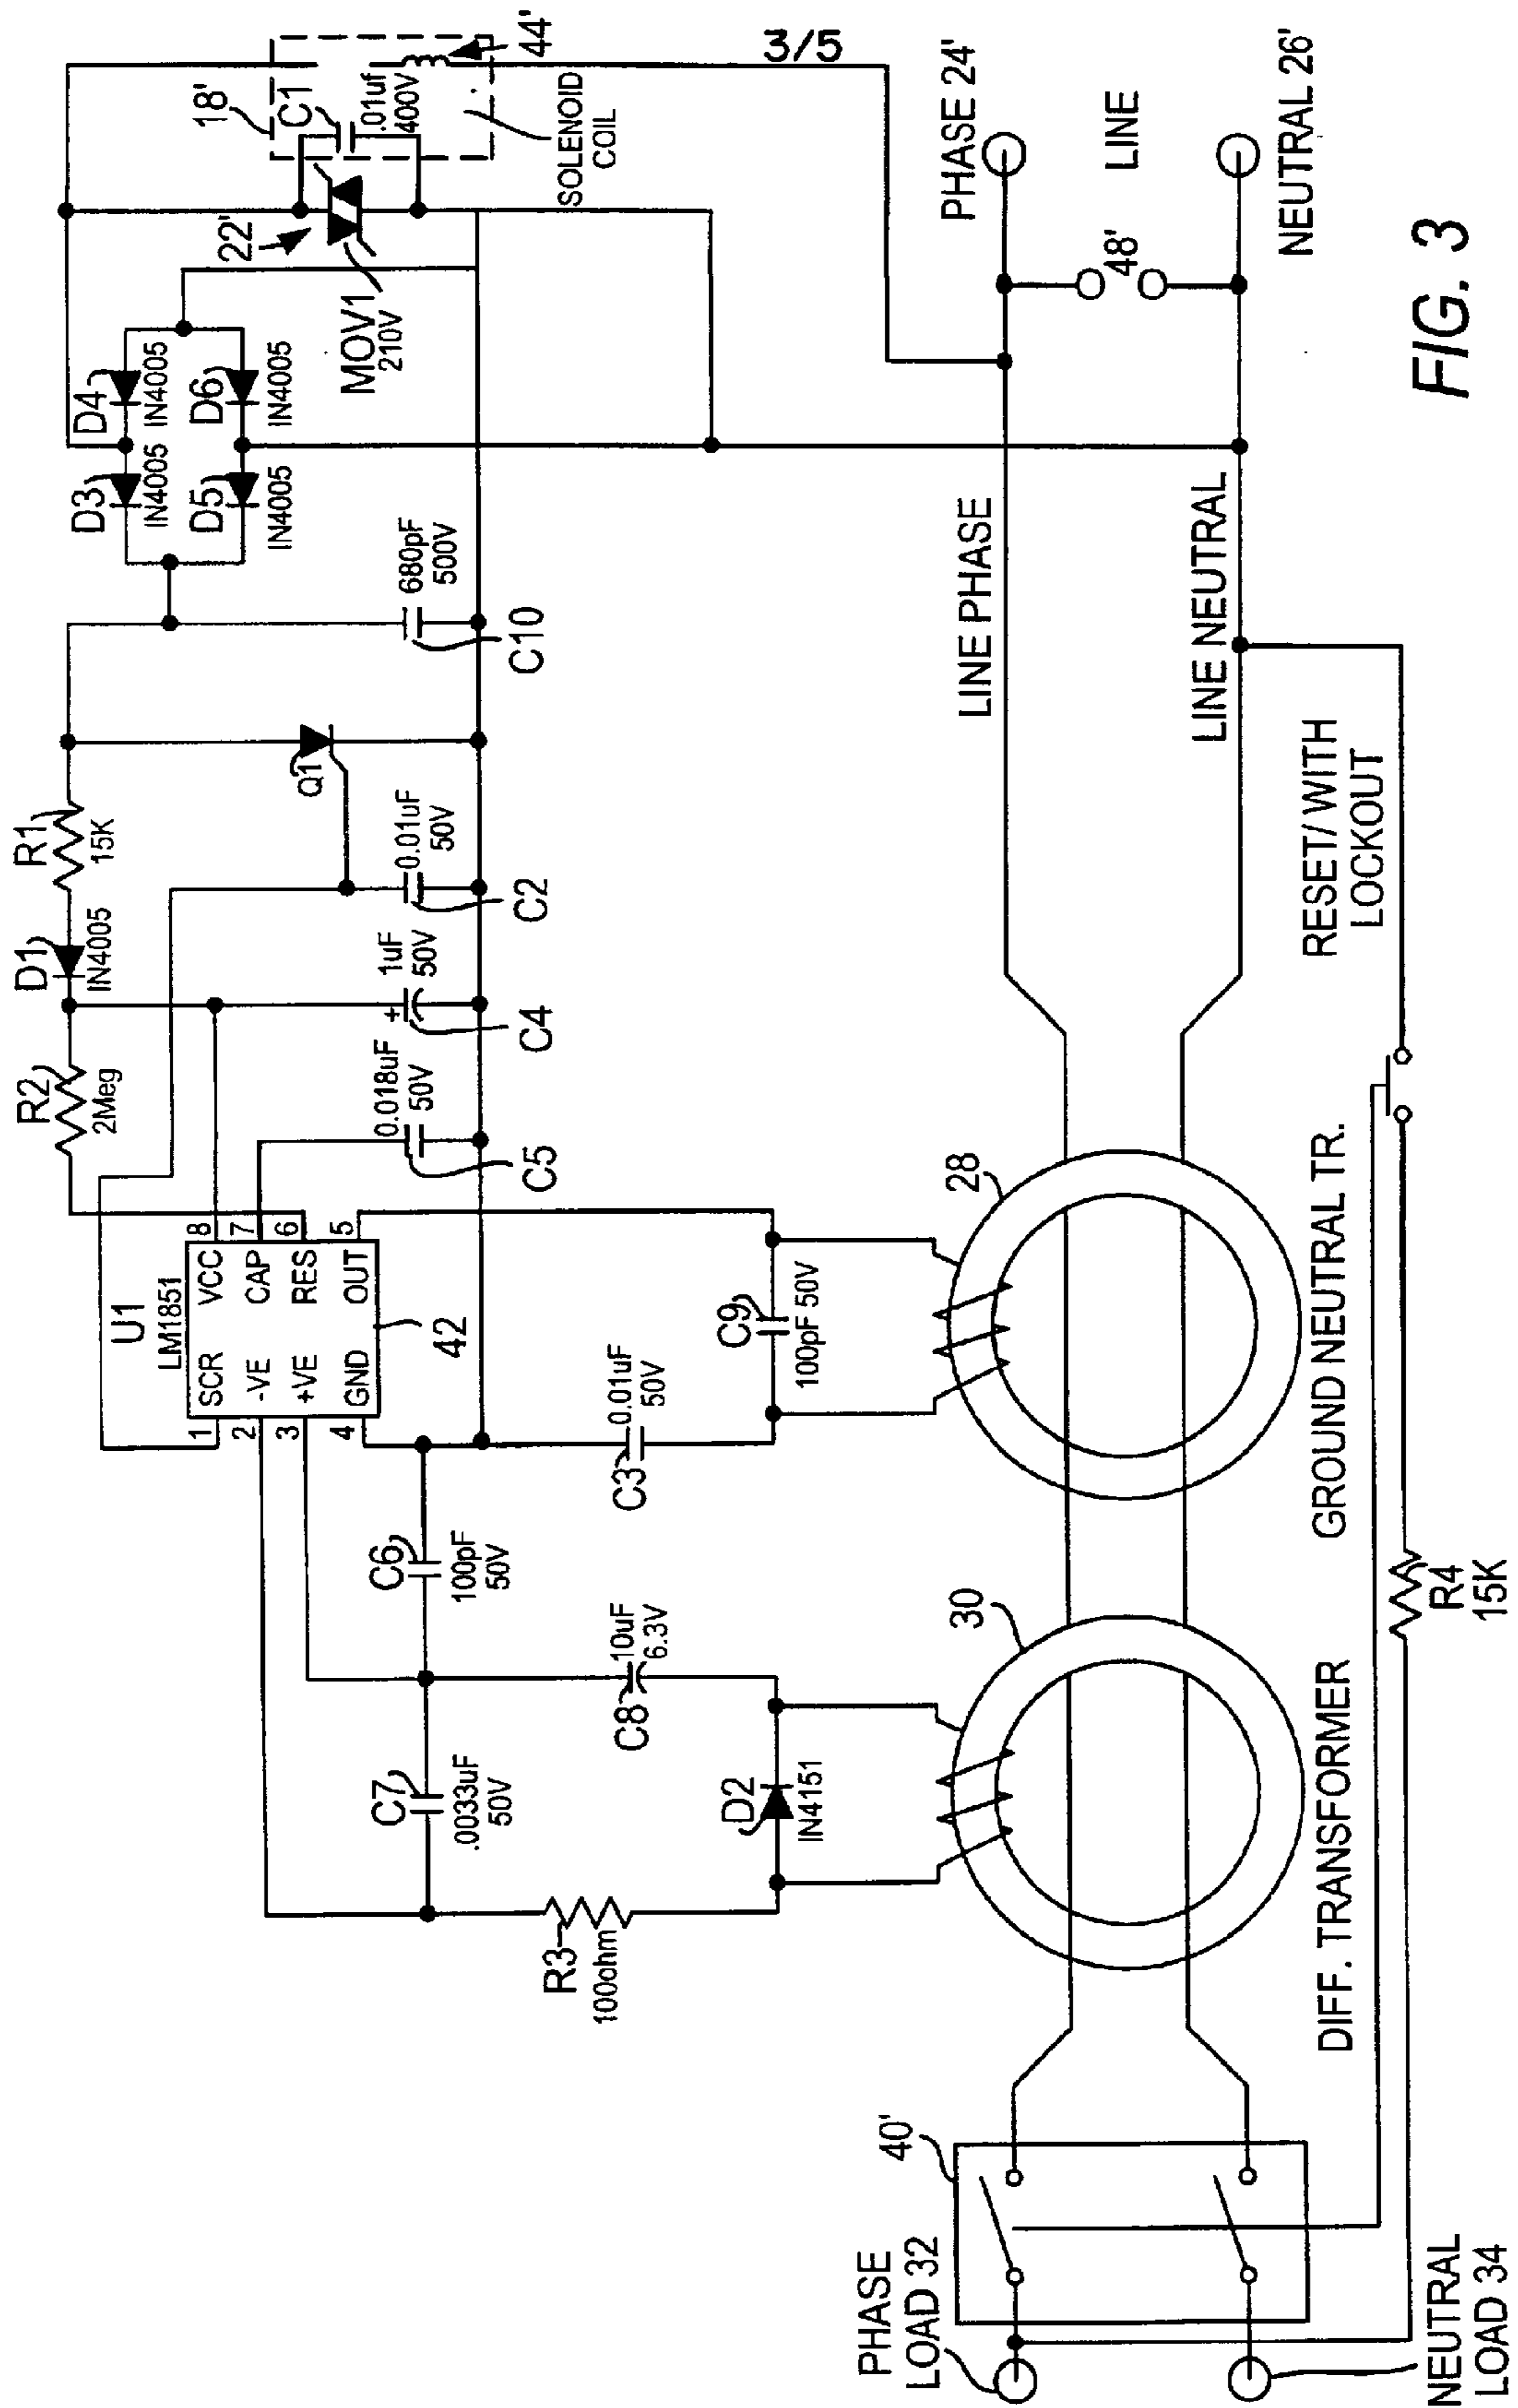 3/5
44'
18'
C1
.01uf
400V
SOLENOID
COIL
22'
MOV1
210V
D4
IN4005
D6
IN4005
D3
IN4005
D5
IN4005
680pF
500V
C10
Q1
R1
15K
D1
IN4005
0.01uF
50V
C2
1uF
50V
+
C4
R2
2Meg
0.018uF
50V
C5
U1
LM1851
SCR
VCC
-VE
CAP
+VE
RES
GND
OUT
1
2
3
4
8
7
6
5
42
C6
100pF
50V
C3
0.01uF
50V
C9
100pF 50V
C7
.0033uF
50V
C8
10uF
6.3V
R3
100ohm
D2
IN4151
PHASE 24'
LINE
48'
NEUTRAL 26'
LINE PHASE
LINE NEUTRAL
RESET/ WITH
LOCKOUT
28
GROUND NEUTRAL TR.
30
DIFF. TRANSFORMER
R4
15K
40'
PHASE
LOAD 32
NEUTRAL
LOAD 34
FIG. 3